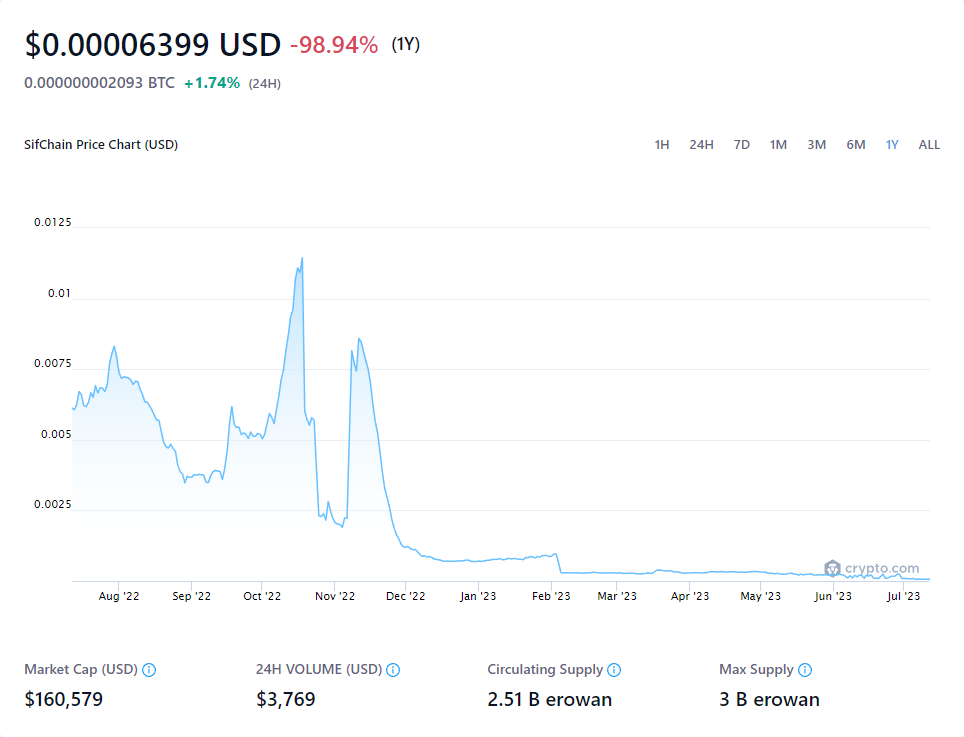 $0.00006399 USD -98.94% (1Y)
0.000000002093 BTC +1.74% (24H)
SifChain Price Chart (USD) 1H 24H 7D 1M 3M 6M 1Y ALL
0.0125
0.01
0.0075
0.005
0.0025
crypto.com
Aug '22 Sep '22 Oct '22 Nov '22 Dec '22 Jan '23 Feb '23 Mar '23 Apr '23 May '23 Jun '23 Jul '23
Market Cap (USD) 24H VOLUME (USD) Circulating Supply Max Supply
$160,579 $3,769 2.51 B erowan 3 B erowan